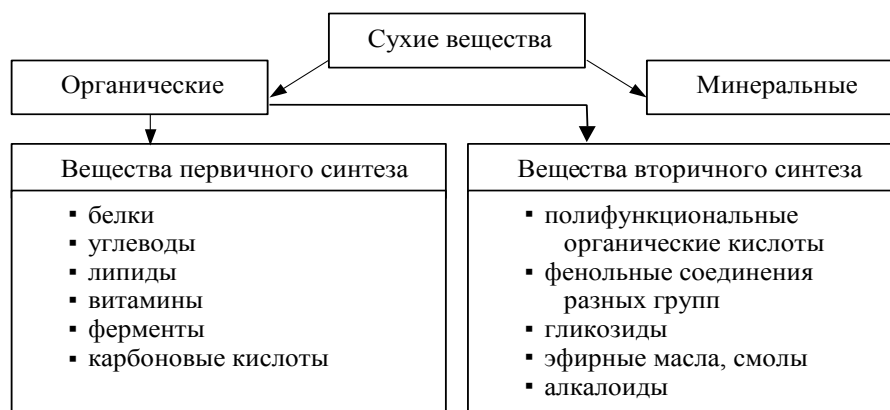 Сухие вещества
Органические
Минеральные
Вещества первичного синтеза
▪ белки
▪ углеводы
▪ липиды
▪ витамины
▪ ферменты
▪ карбоновые кислоты
Вещества вторичного синтеза
▪ полифункциональные
органические кислоты
▪ фенольные соединения
разных групп
▪ гликозиды
▪ эфирные масла, смолы
▪ алкалоиды